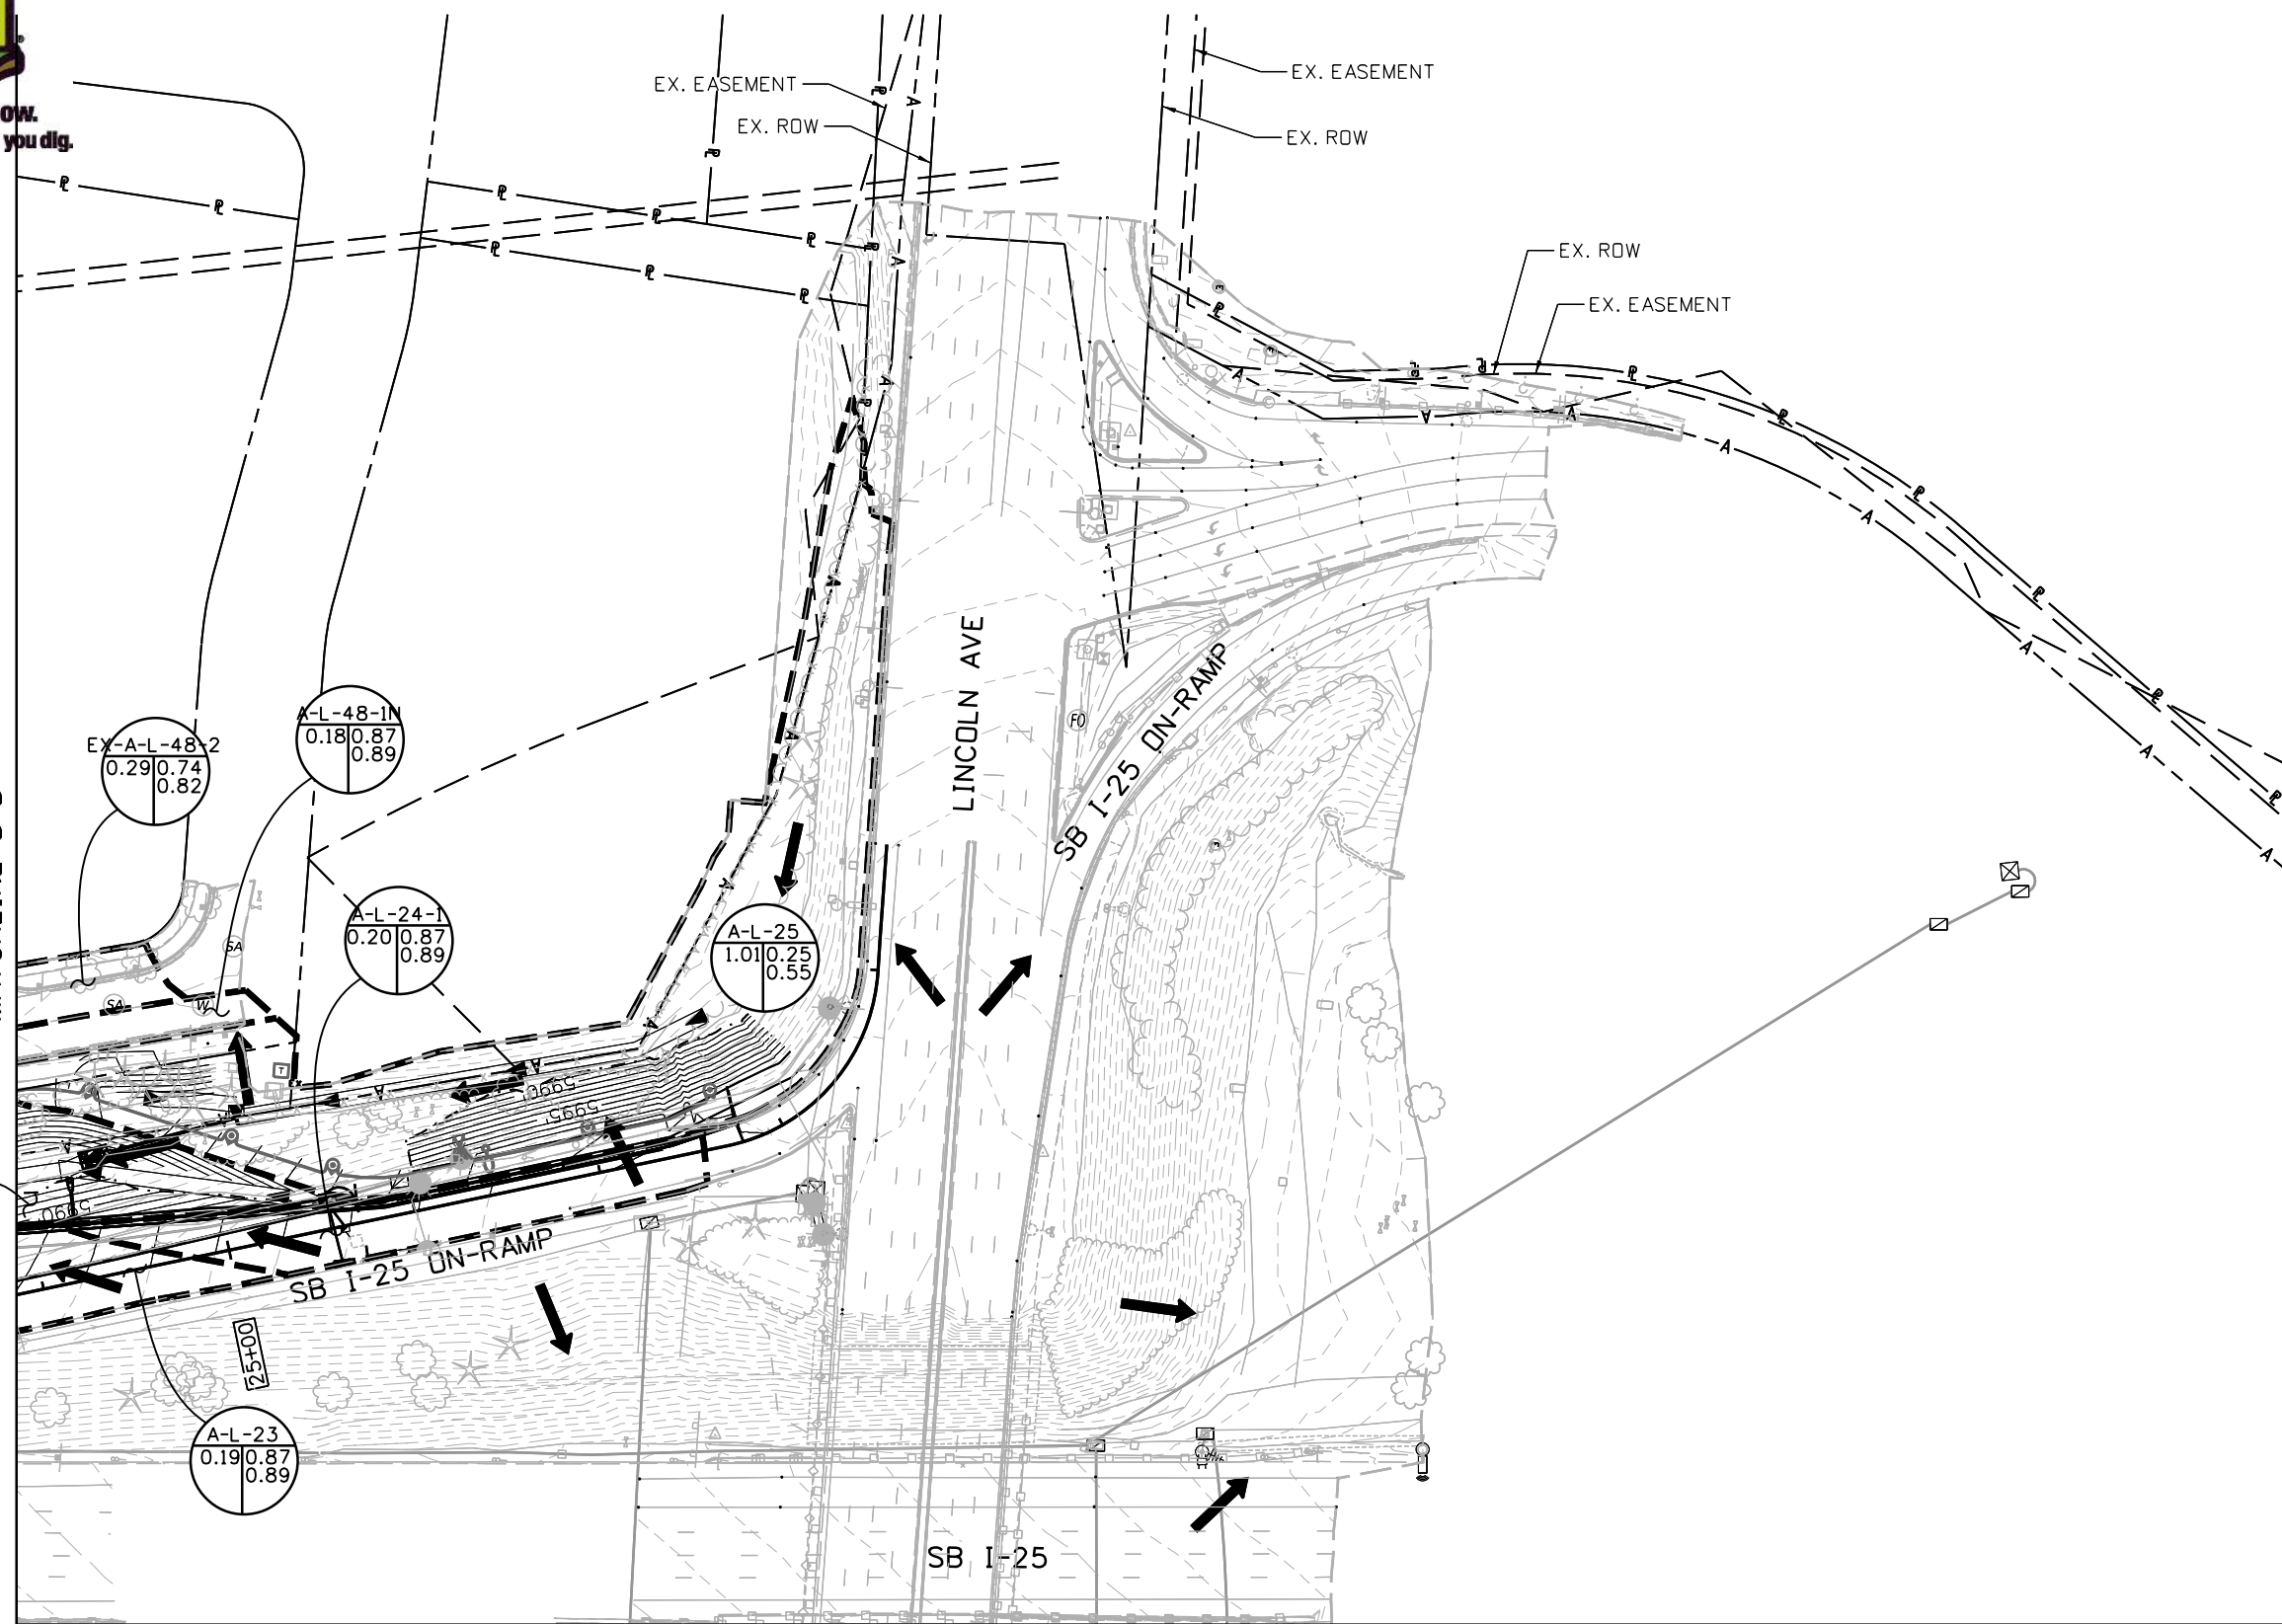 ow.
you dig.
EX. EASEMENT
EX. ROW
EX. EASEMENT
EX. ROW
EX. ROW
EX. EASEMENT
LINCOLN AVE
SB I-25 ON-RAMP
FO
EX-A-L-48-2
0.29 0.74
0.82
A-L-48-1N
0.18 0.87
0.89
A-L-24-1
0.20 0.87
0.89
A-L-25
1.01 0.25
0.55
SA
SA
W
5990
5995
5990
SB I-25 ON-RAMP
25+00
A-L-23
0.19 0.87
0.89
SB I-25